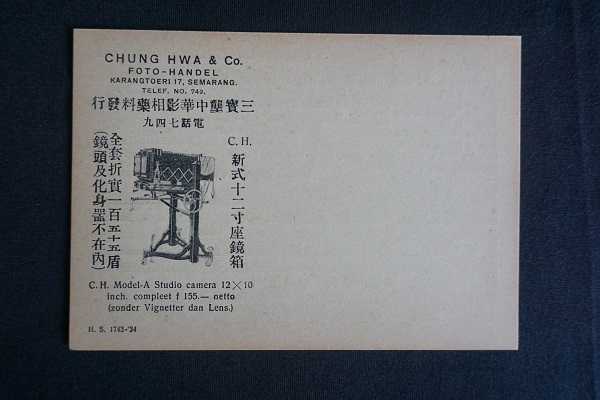 CHUNG HWA & Co.
FOTO-HANDEL
KARANGTOERI 17, SEMARANG.
TELEF. NO. 749.
三寶壟中華影相藥料發行
電話七四九
C. H.
新式十二寸座鏡箱
全套折實一百五十五盾
(鏡頭及化身器不在內)
C. H. Model-A Studio camera 12×10
inch. compleet f 155.— netto
(zonder Vignetter dan Lens.)
H. S. 1743-'34